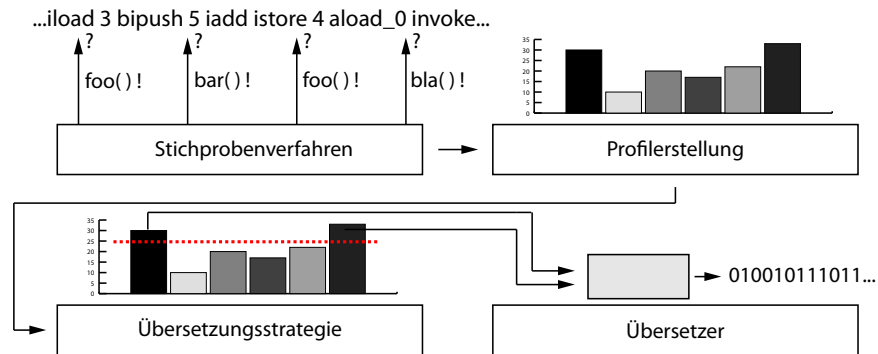 ...iload 3 bipush 5 iadd istore 4 aload_0 invoke...
? ? ? ?
foo( ) ! bar( ) ! foo( ) ! bla( ) !
35
30
25
20
15
10
5
0
Stichprobenverfahren
Profilerstellung
35
30
25
20
15
10
5
0
010010111011...
Übersetzungsstrategie
Übersetzer